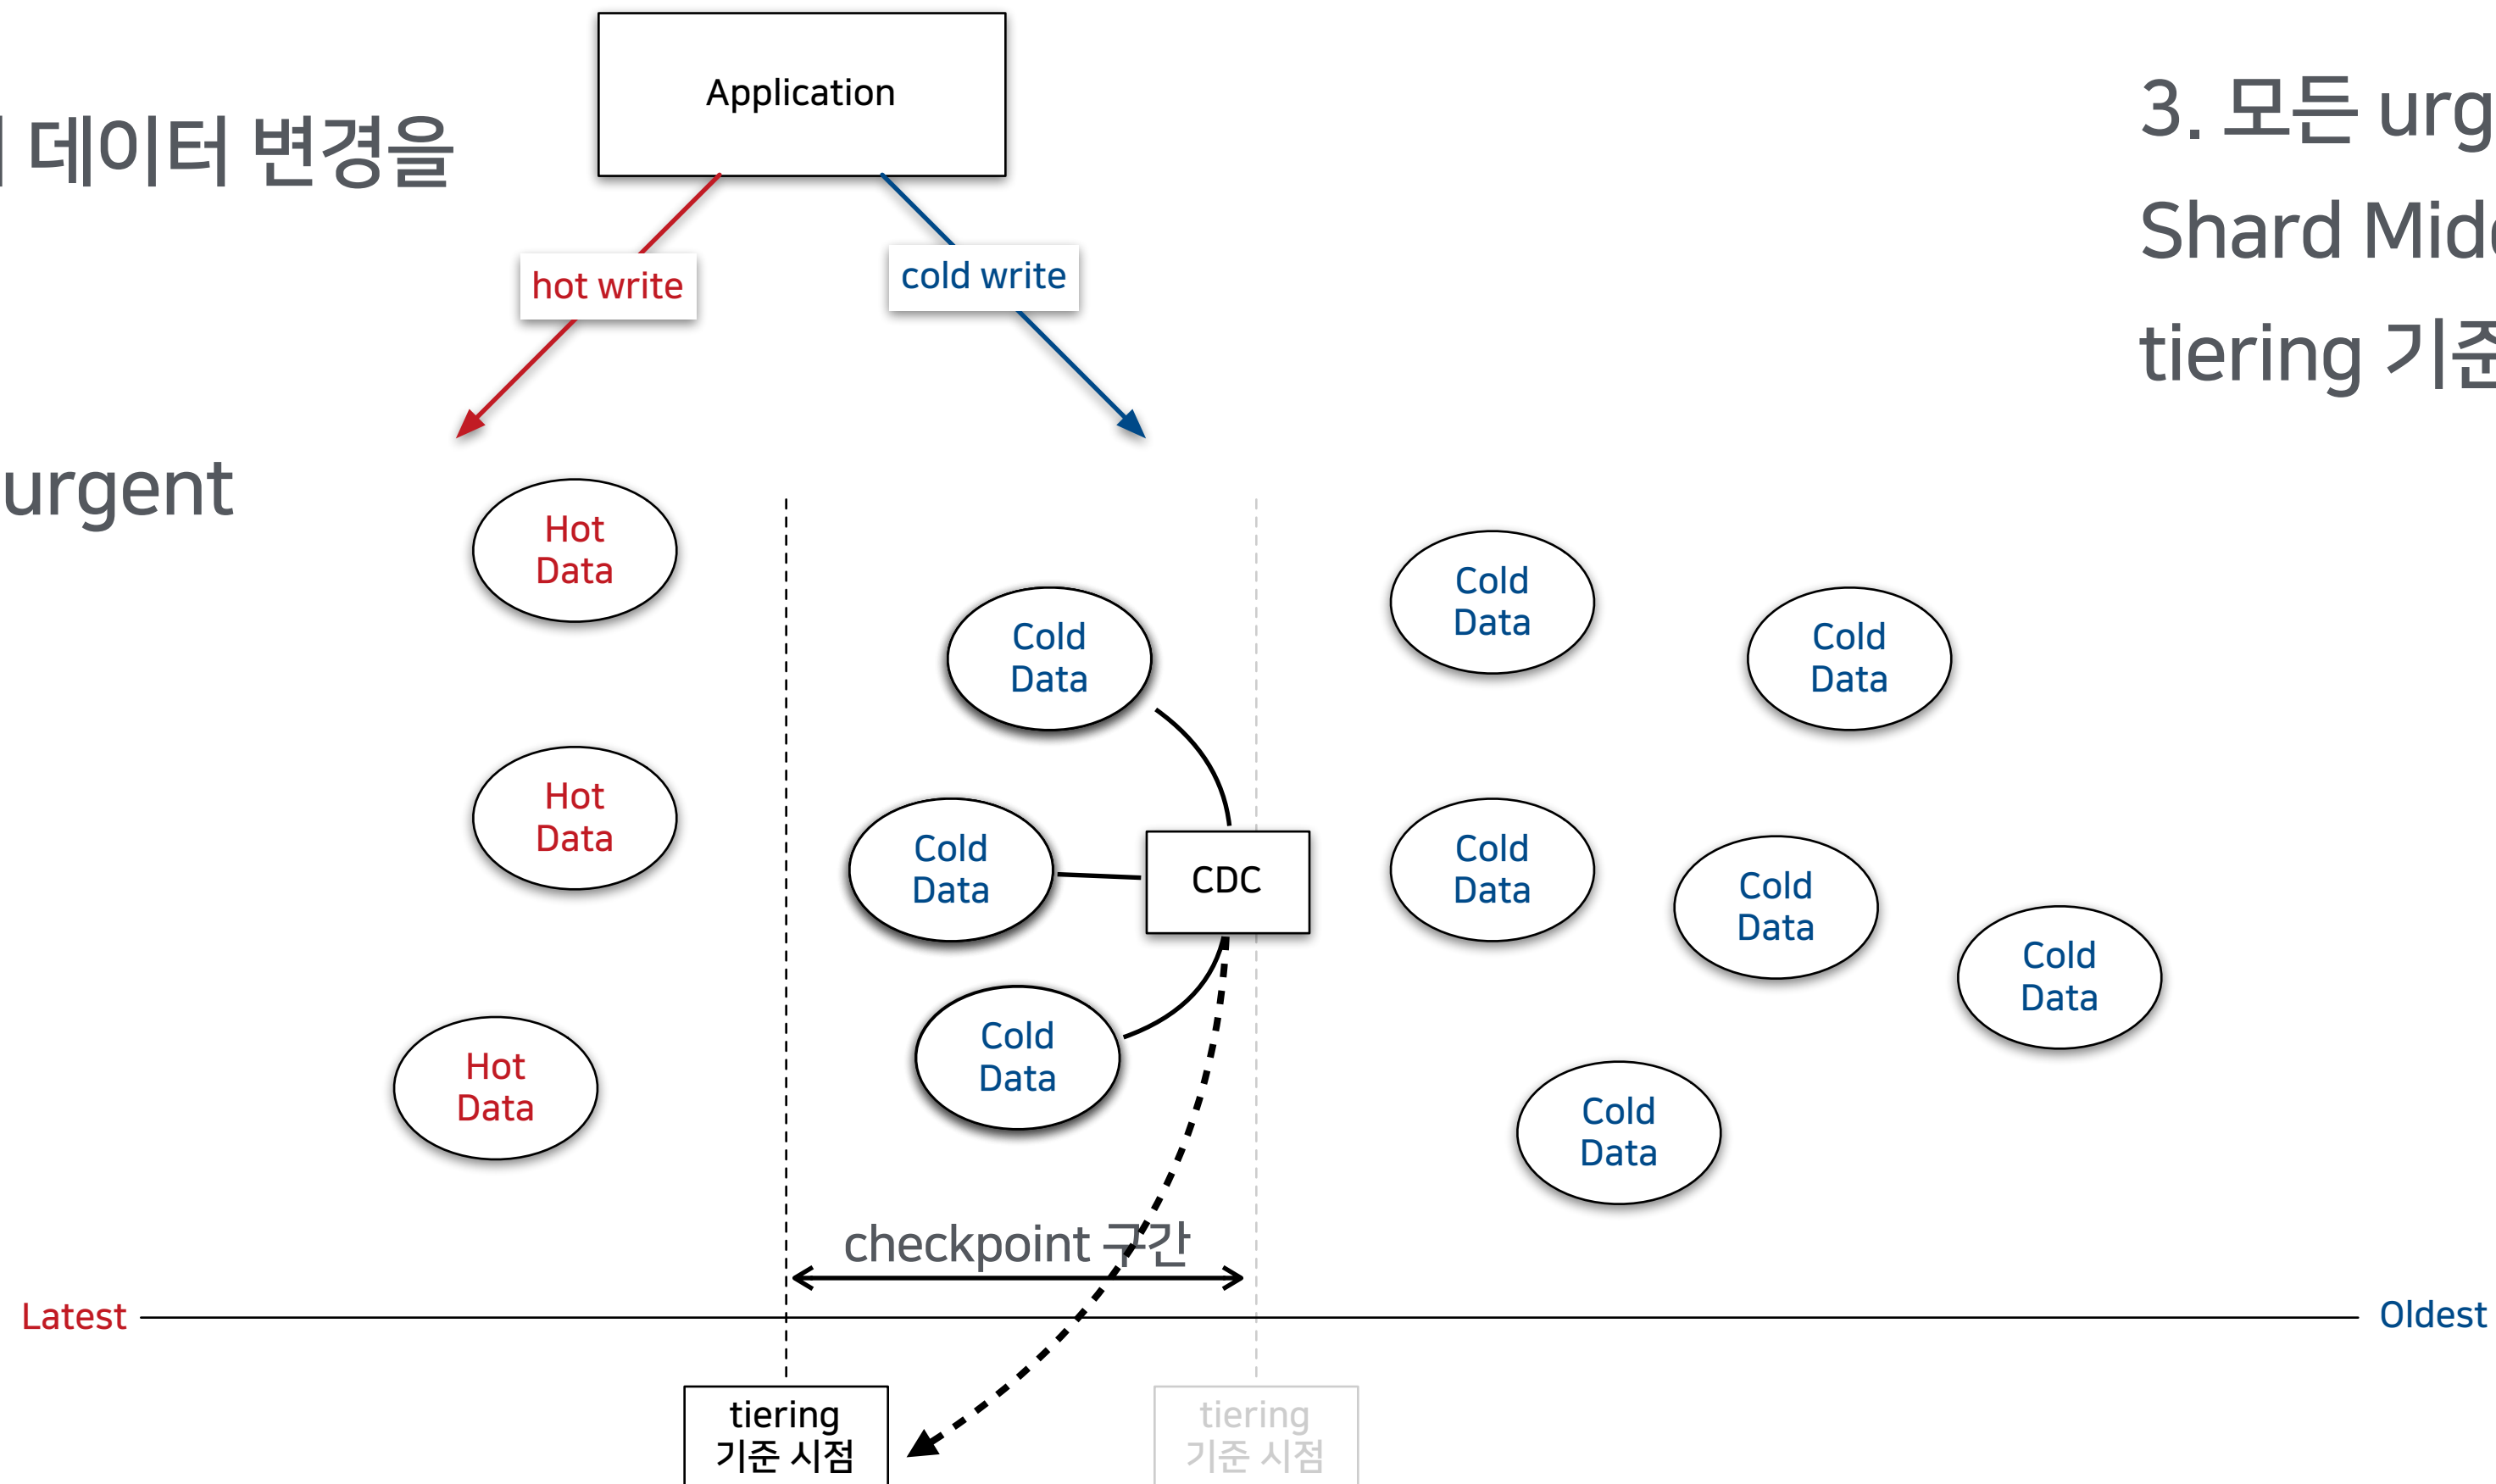 Application
데이터 변경을
3. 모든 urg
Shard Midd
tiering 기준
hot write
cold write
urgent
Hot
Data
Cold
Data
Cold
Data
Cold
Data
Hot
Data
Cold
Data
Cold
Data
CDC
Cold
Data
Cold
Data
Hot
Data
Cold
Data
Cold
Data
checkpoint 구간
Latest
Oldest
tiering
기준 시점
tiering
기준 시점